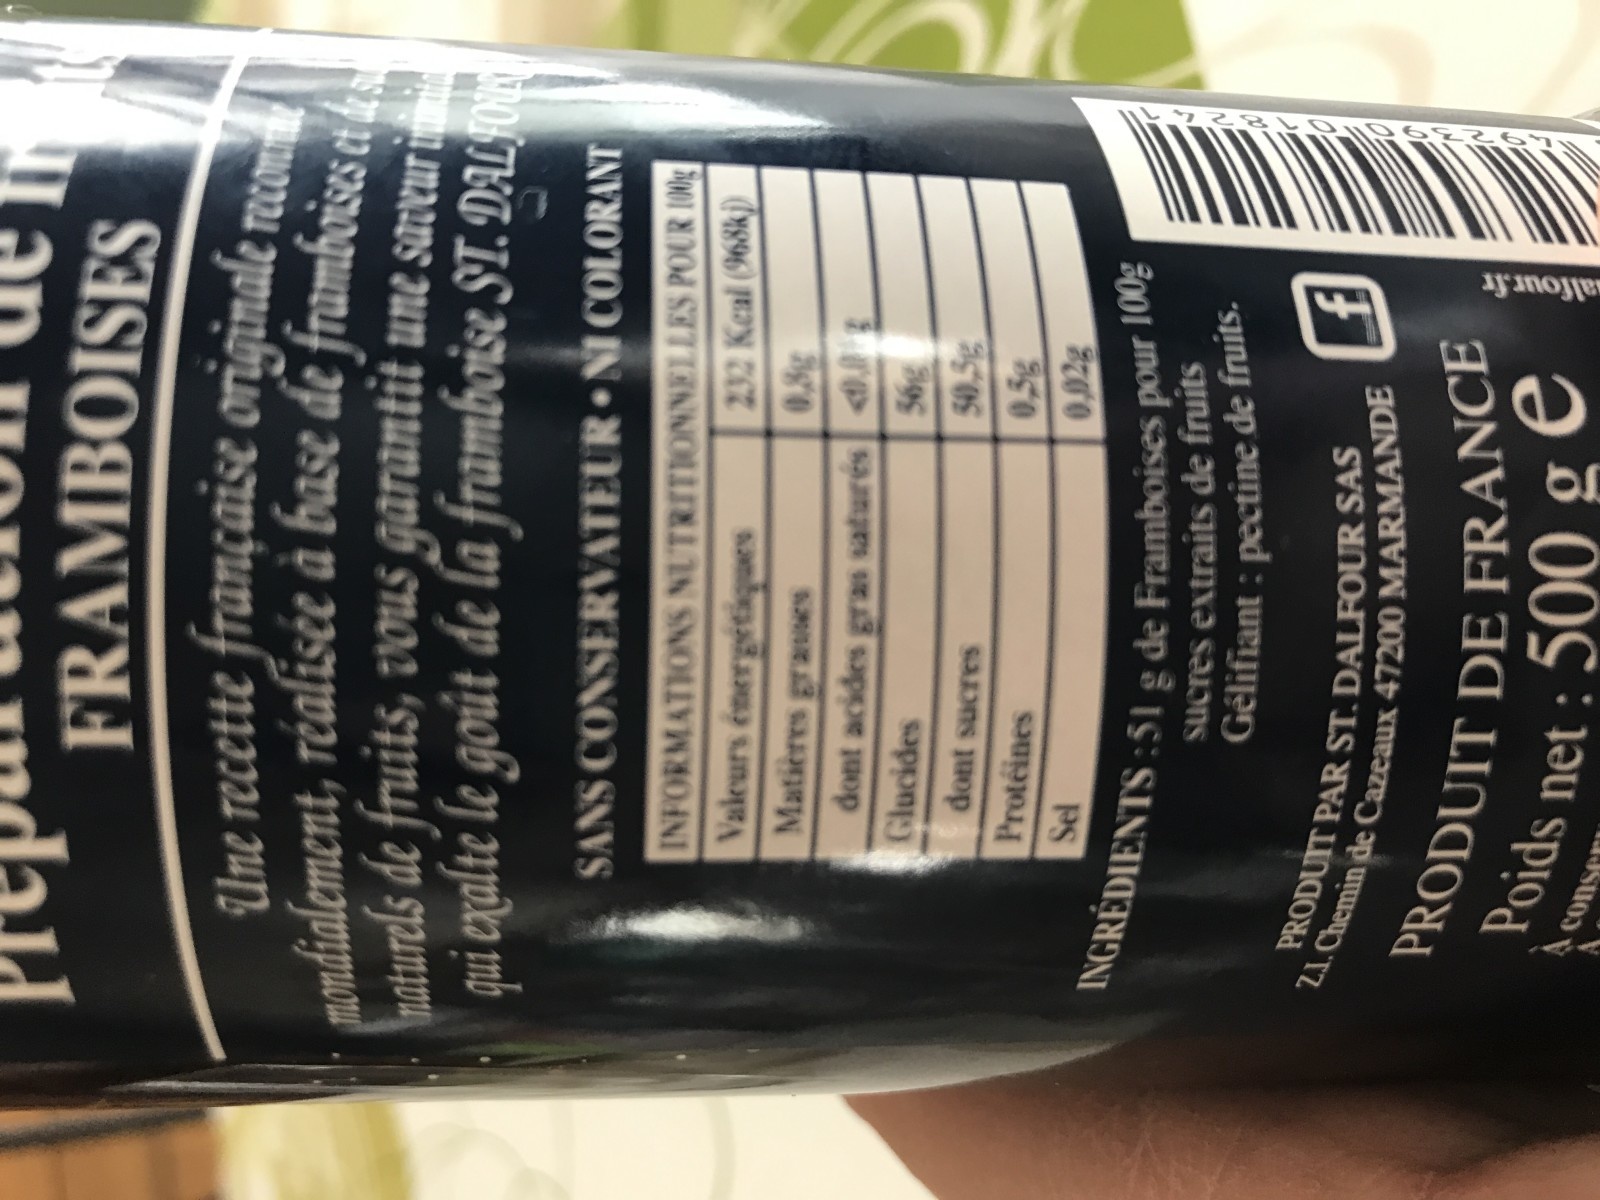 FRAMBOISES
Une recette française originale
mondialement, réalisée à base de framboises et de
naturels de fruits, vous garantit une saveur
qui exalte le goût de la framboise ST. DALFOUR
SANS CONSERVATEUR • NI COLORANT
INFORMATIONS NUTRITIONNELLES POUR 100g
Valeurs énergétiques 232 Kcal (968kj)
Matières grasses 0,8g
dont acides gras saturés
Glucides 56g
dont sucres 50,5g
Protéines 0,5g
Sel 0,02g
INGRÉDIENTS : 51 g de Framboises pour 100g
sucres extraits de fruits
Gélifiant : pectine de fruits.
PRODUIT PAR ST. DALFOUR SAS
Z.I. Chemin de Cazeaux 47200 MARMANDE
PRODUIT DE FRANCE
Poids net : 500 g e